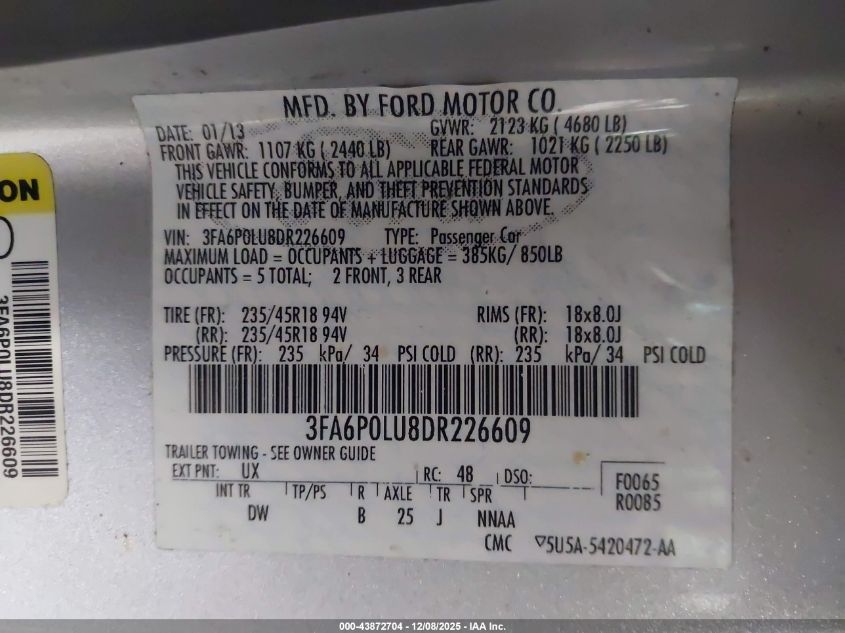 MFD. BY FORD MOTOR CO.
DATE: 01/13 GVWR: 2123 KG ( 4680 LB)
FRONT GAWR: 1107 KG ( 2440 LB) REAR GAWR: 1021 KG ( 2250 LB)
THIS VEHICLE CONFORMS TO ALL APPLICABLE FEDERAL MOTOR
VEHICLE SAFETY, BUMPER, AND THEFT PREVENTION STANDARDS
IN EFFECT ON THE DATE OF MANUFACTURE SHOWN ABOVE.
VIN: 3FA6P0LU8DR226609 TYPE: Passenger Car
MAXIMUM LOAD = OCCUPANTS + LUGGAGE = 385KG/ 850LB
OCCUPANTS = 5 TOTAL; 2 FRONT, 3 REAR
TIRE (FR): 235/45R18 94V RIMS (FR): 18x8.0J
(RR): 235/45R18 94V (RR): 18x8.0J
PRESSURE (FR): 235 kPa/ 34 PSI COLD (RR): 235 kPa/ 34 PSI COLD
3FA6P0LU8DR226609
TRAILER TOWING - SEE OWNER GUIDE
EXT PNT: UX RC: 48 DSO: F0065
INT TR TP/PS R AXLE TR SPR R0085
DW B 25 J NNAA
CMC ▽5U5A-5420472-AA
ON
3FA6P0LU8DR226609
000-43872704 - 12/08/2025 - IAA Inc.